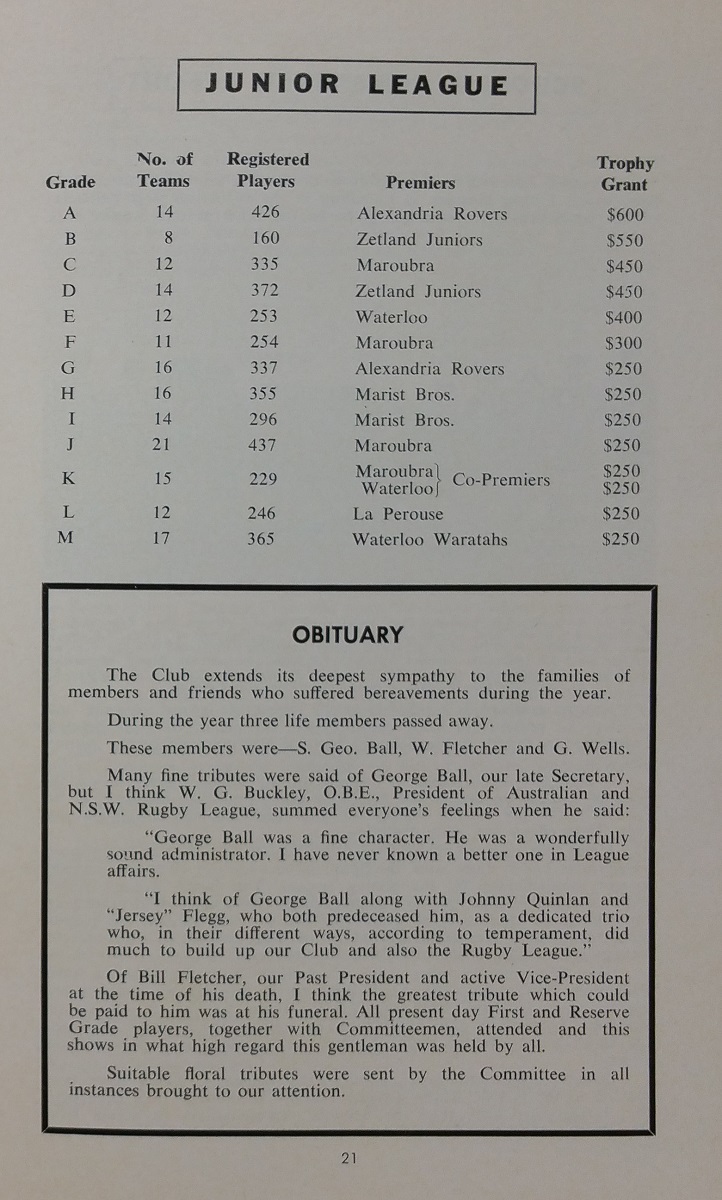 JUNIOR LEAGUE
Grade No. of Teams Registered Players Premiers Trophy Grant
A 14 426 Alexandria Rovers $600
B 8 160 Zetland Juniors $550
C 12 335 Maroubra $450
D 14 372 Zetland Juniors $450
E 12 253 Waterloo $400
F 11 254 Maroubra $300
G 16 337 Alexandria Rovers $250
H 16 355 Marist Bros. $250
I 14 296 Marist Bros. $250
J 21 437 Maroubra $250
K 15 229 Maroubra Waterloo} Co-Premiers $250 $250
L 12 246 La Perouse $250
M 17 365 Waterloo Waratahs $250
OBITUARY
The Club extends its deepest sympathy to the families of
members and friends who suffered bereavements during the year.
During the year three life members passed away.
These members were—S. Geo. Ball, W. Fletcher and G. Wells.
Many fine tributes were said of George Ball, our late Secretary,
but I think W. G. Buckley, O.B.E., President of Australian and
N.S.W. Rugby League, summed everyone's feelings when he said:
"George Ball was a fine character. He was a wonderfully
sound administrator. I have never known a better one in League
affairs.
"I think of George Ball along with Johnny Quinlan and
"Jersey" Flegg, who both predeceased him, as a dedicated trio
who, in their different ways, according to temperament, did
much to build up our Club and also the Rugby League."
Of Bill Fletcher, our Past President and active Vice-President
at the time of his death, I think the greatest tribute which could
be paid to him was at his funeral. All present day First and Reserve
Grade players, together with Committeemen, attended and this
shows in what high regard this gentleman was held by all.
Suitable floral tributes were sent by the Committee in all
instances brought to our attention.
21